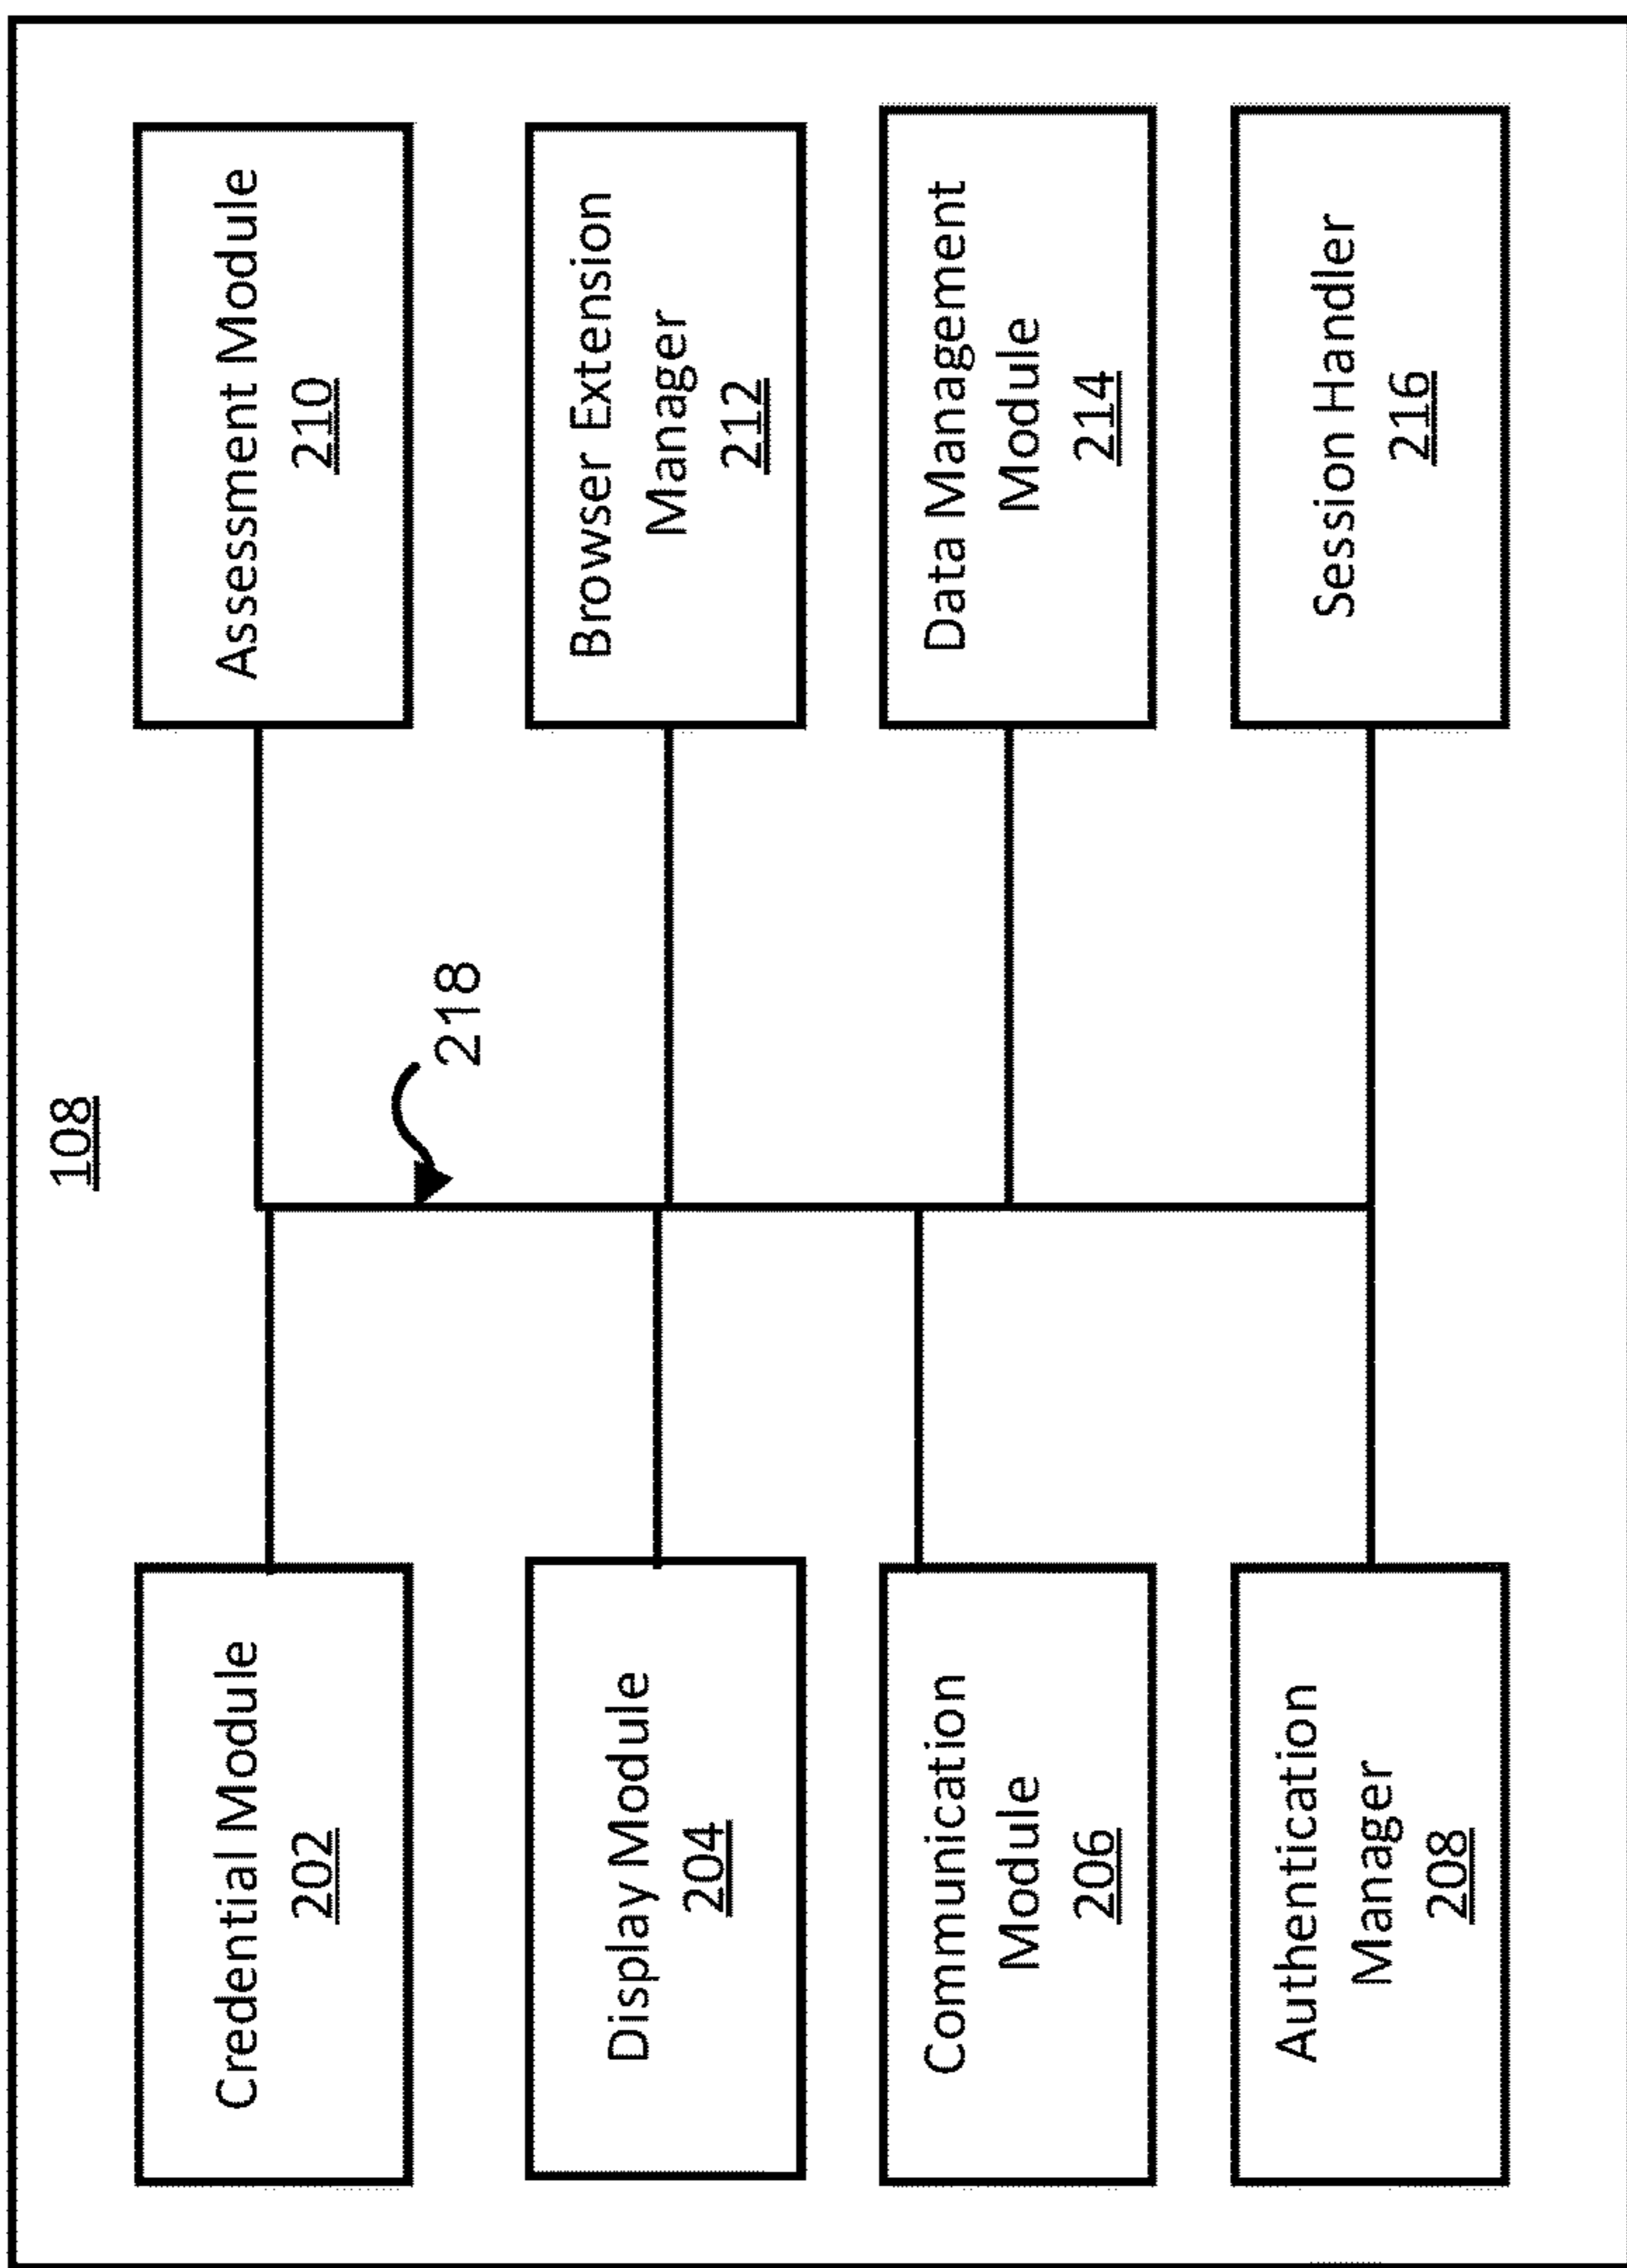 108
Credential Module
202
Assessment Module
210
218
Display Module
204
Browser Extension
Manager
212
Communication
Module
206
Data Management
Module
214
Authentication
Manager
208
Session Handler
216